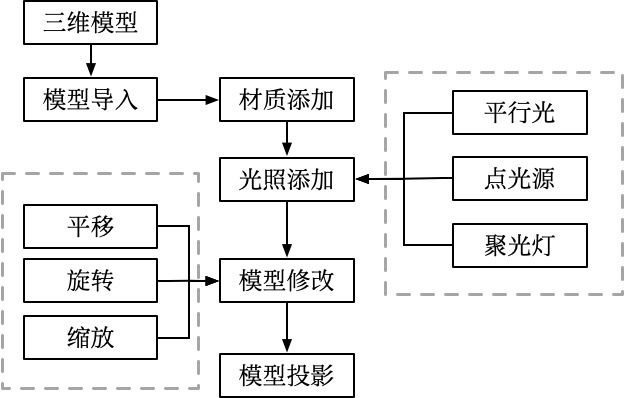 三维模型
模型导入
材质添加
光照添加
平行光
点光源
聚光灯
平移
旋转
缩放
模型修改
模型投影